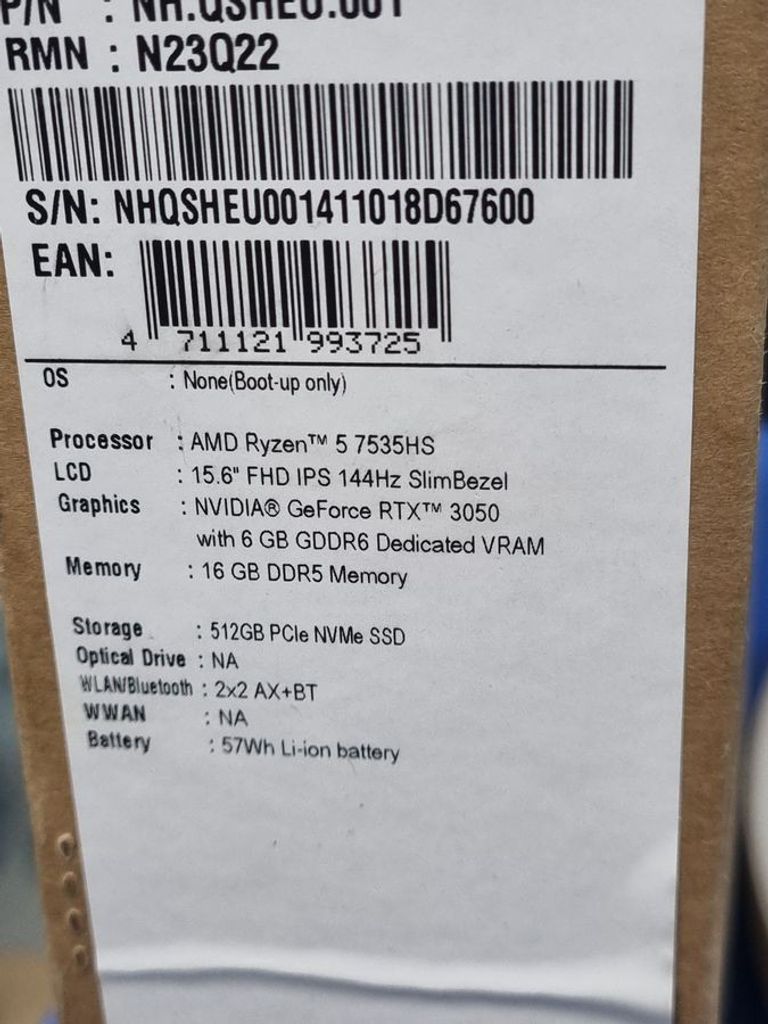 P/N : NH.QSHEU.001
RMN : N23Q22
S/N: NHQSHEU001411018D67600
EAN:
4 711121 993725
OS : None(Boot-up only)
Processor : AMD Ryzen™ 5 7535HS
LCD : 15.6" FHD IPS 144Hz SlimBezel
Graphics : NVIDIA® GeForce RTX™ 3050
with 6 GB GDDR6 Dedicated VRAM
Memory : 16 GB DDR5 Memory
Storage : 512GB PCIe NVMe SSD
Optical Drive : NA
WLAN/Bluetooth : 2x2 AX+BT
WWAN : NA
Battery : 57Wh Li-ion battery